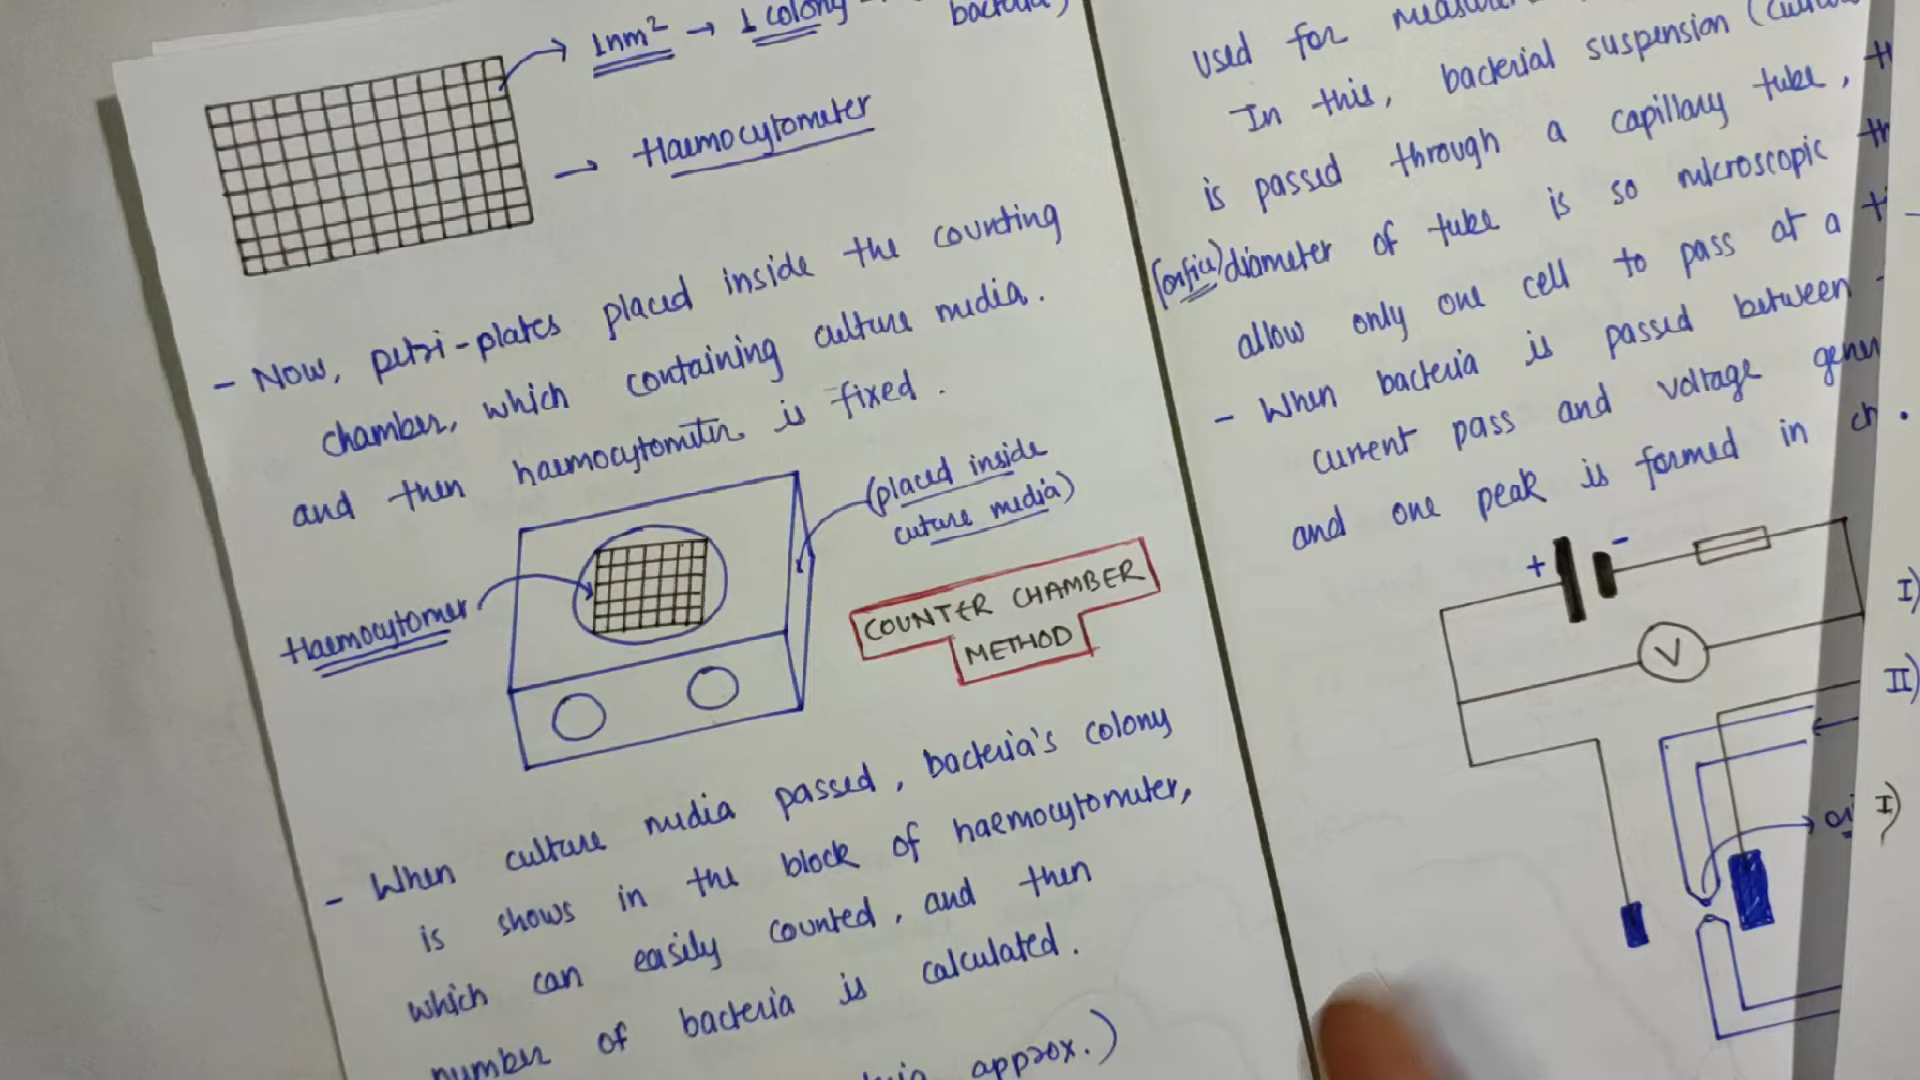 1nm² → 1 colony
bacteria)
→ Haemocytometer
- Now, petri-plates placed inside the counting
chamber, which containing culture media.
and then haemocytometer is fixed.
(placed inside
cuture media)
Haemocytomer
COUNTER CHAMBER
METHOD
- When culture media passed, bacteria's colony
is shows in the block of haemocytometer,
which can easily counted, and then
number of bacteria is calculated.
approx.)
used for
In this, bacterial suspension
is passed through a capillary tube,
(orifice) diameter of tube is so microscopic
allow only one cell to pass at a
- When bacteria is passed between
current pass and voltage
and one peak is formed in
+ -
V
I)
II)
I)